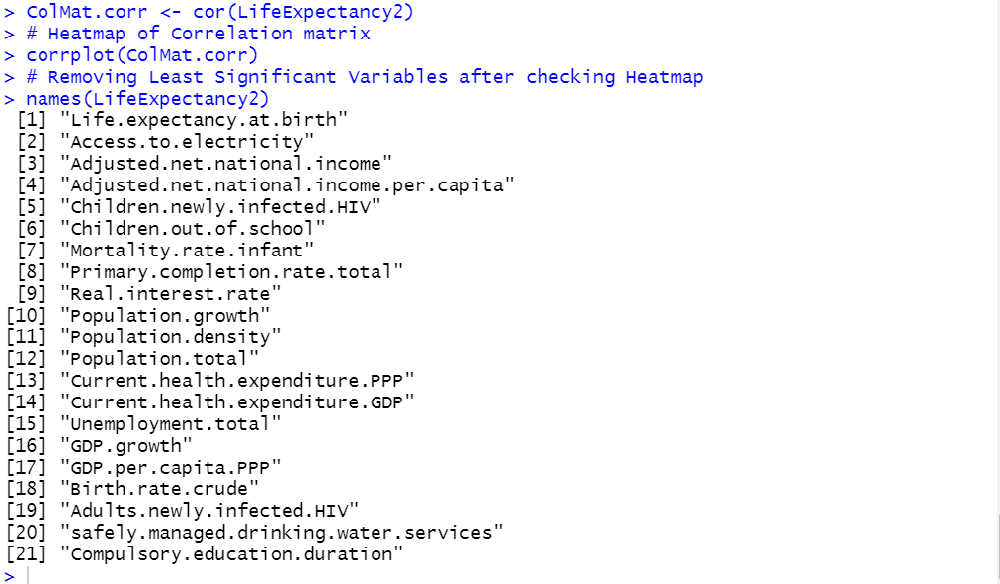 > ColMat.corr <- cor(LifeExpectancy2)
> # Heatmap of Correlation matrix
> corrplot(ColMat.corr)
> # Removing Least Significant Variables after checking Heatmap
> names(LifeExpectancy2)
 [1] "Life.expectancy.at.birth"
 [2] "Access.to.electricity"
 [3] "Adjusted.net.national.income"
 [4] "Adjusted.net.national.income.per.capita"
 [5] "Children.newly.infected.HIV"
 [6] "Children.out.of.school"
 [7] "Mortality.rate.infant"
 [8] "Primary.completion.rate.total"
 [9] "Real.interest.rate"
[10] "Population.growth"
[11] "Population.density"
[12] "Population.total"
[13] "Current.health.expenditure.PPP"
[14] "Current.health.expenditure.GDP"
[15] "Unemployment.total"
[16] "GDP.growth"
[17] "GDP.per.capita.PPP"
[18] "Birth.rate.crude"
[19] "Adults.newly.infected.HIV"
[20] "safely.managed.drinking.water.services"
[21] "Compulsory.education.duration"
>